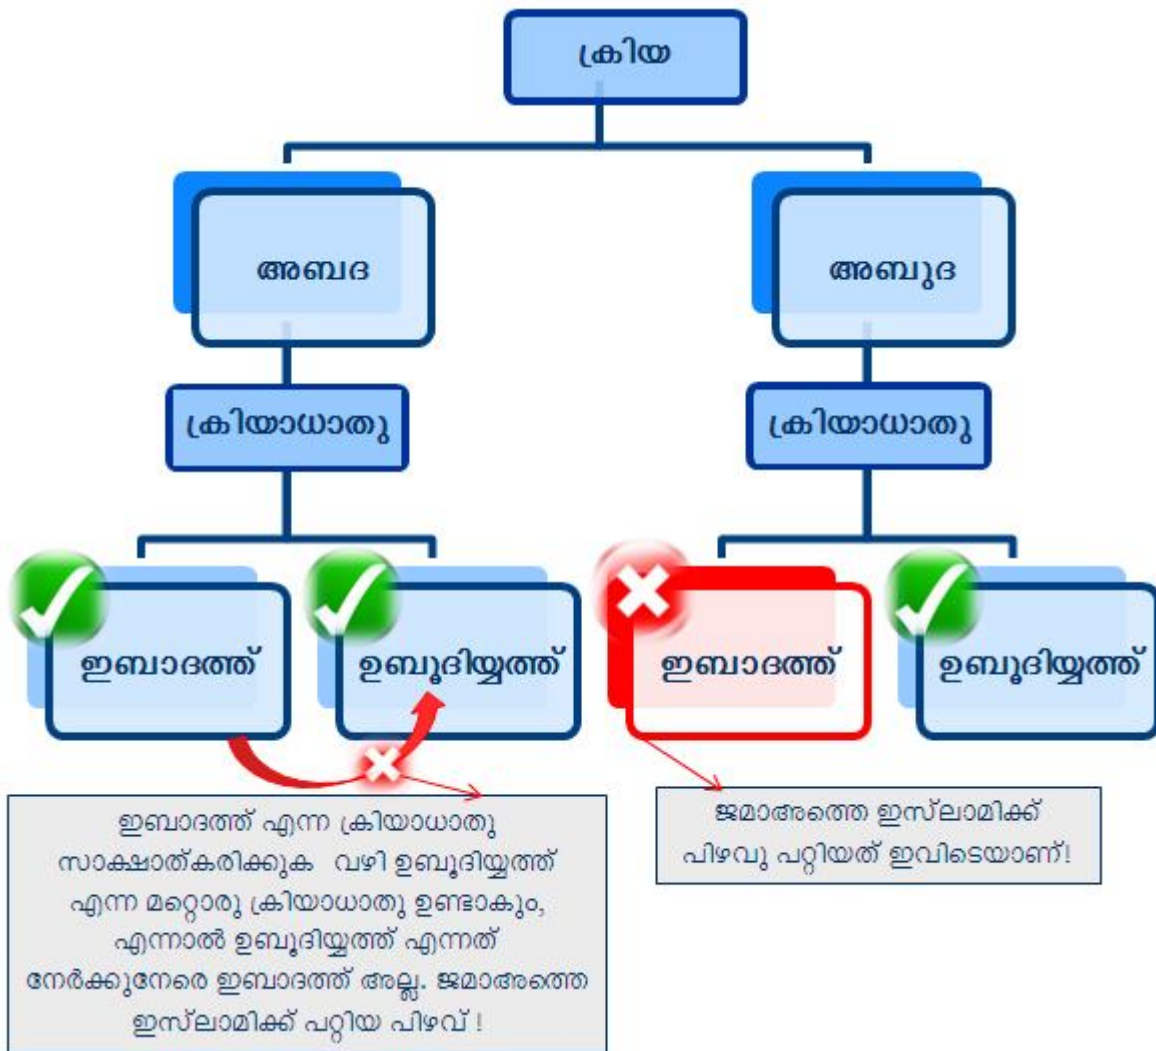 ക്രിയ
അബദ
അബുദ
ക്രിയാധാതു
ക്രിയാധാതു
ഇബാദത്ത്
ഉബൂദിയ്യത്ത്
ഇബാദത്ത്
ഉബൂദിയ്യത്ത്
ഇബാദത്ത് എന്ന ക്രിയാധാതു
സാക്ഷാത്കരിക്കുക വഴി ഉബൂദിയ്യത്ത്
എന്ന മറ്റൊരു ക്രിയാധാതു ഉണ്ടാകും,
എന്നാൽ ഉബൂദിയ്യത്ത് എന്നത്
നേർക്കുനേരെ ഇബാദത്ത് അല്ല. ജമാഅത്തെ
ഇസ്‌ലാമിക്ക് പറ്റിയ പിഴവ് !
ജമാഅത്തെ ഇസ്‌ലാമിക്ക്
പിഴവു പറ്റിയത് ഇവിടെയാണ്!